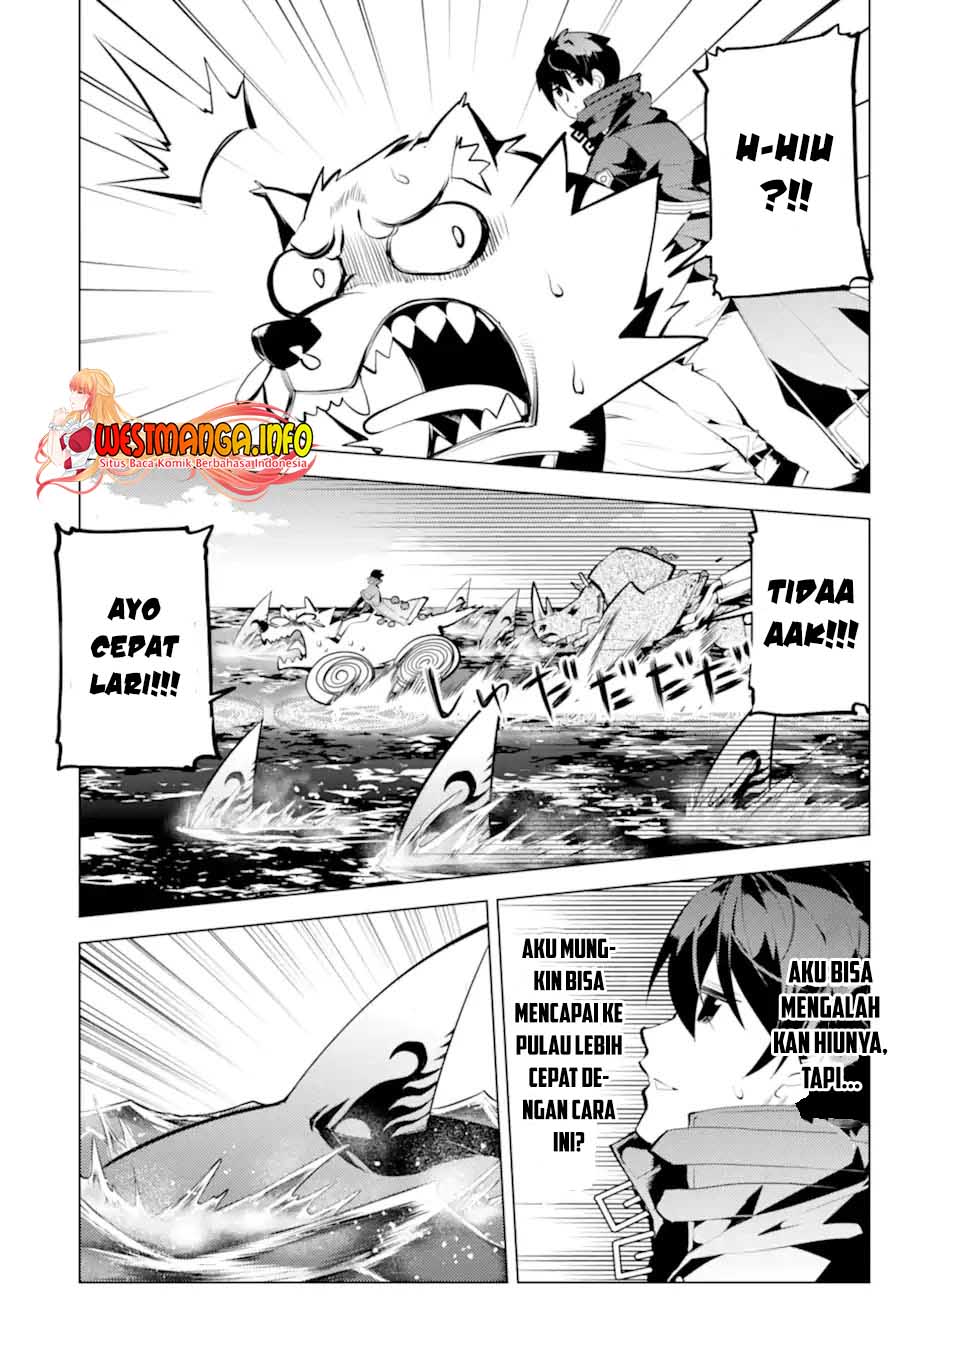 H-HIU
?!!
WESTMANGA.INFO
Situs Baca Komik Berbahasa Indonesia
TIDAA
AAK!!!
AYO
CEPAT
LARI!!!
しゅ
だだだだ
AKU BISA
MENGALAH
KAN HIUNYA,
TAPI...
AKU MUNG-
KIN BISA
MENCAPAI KE
PULAU LEBIH
CEPAT DE-
NGAN CARA
INI?